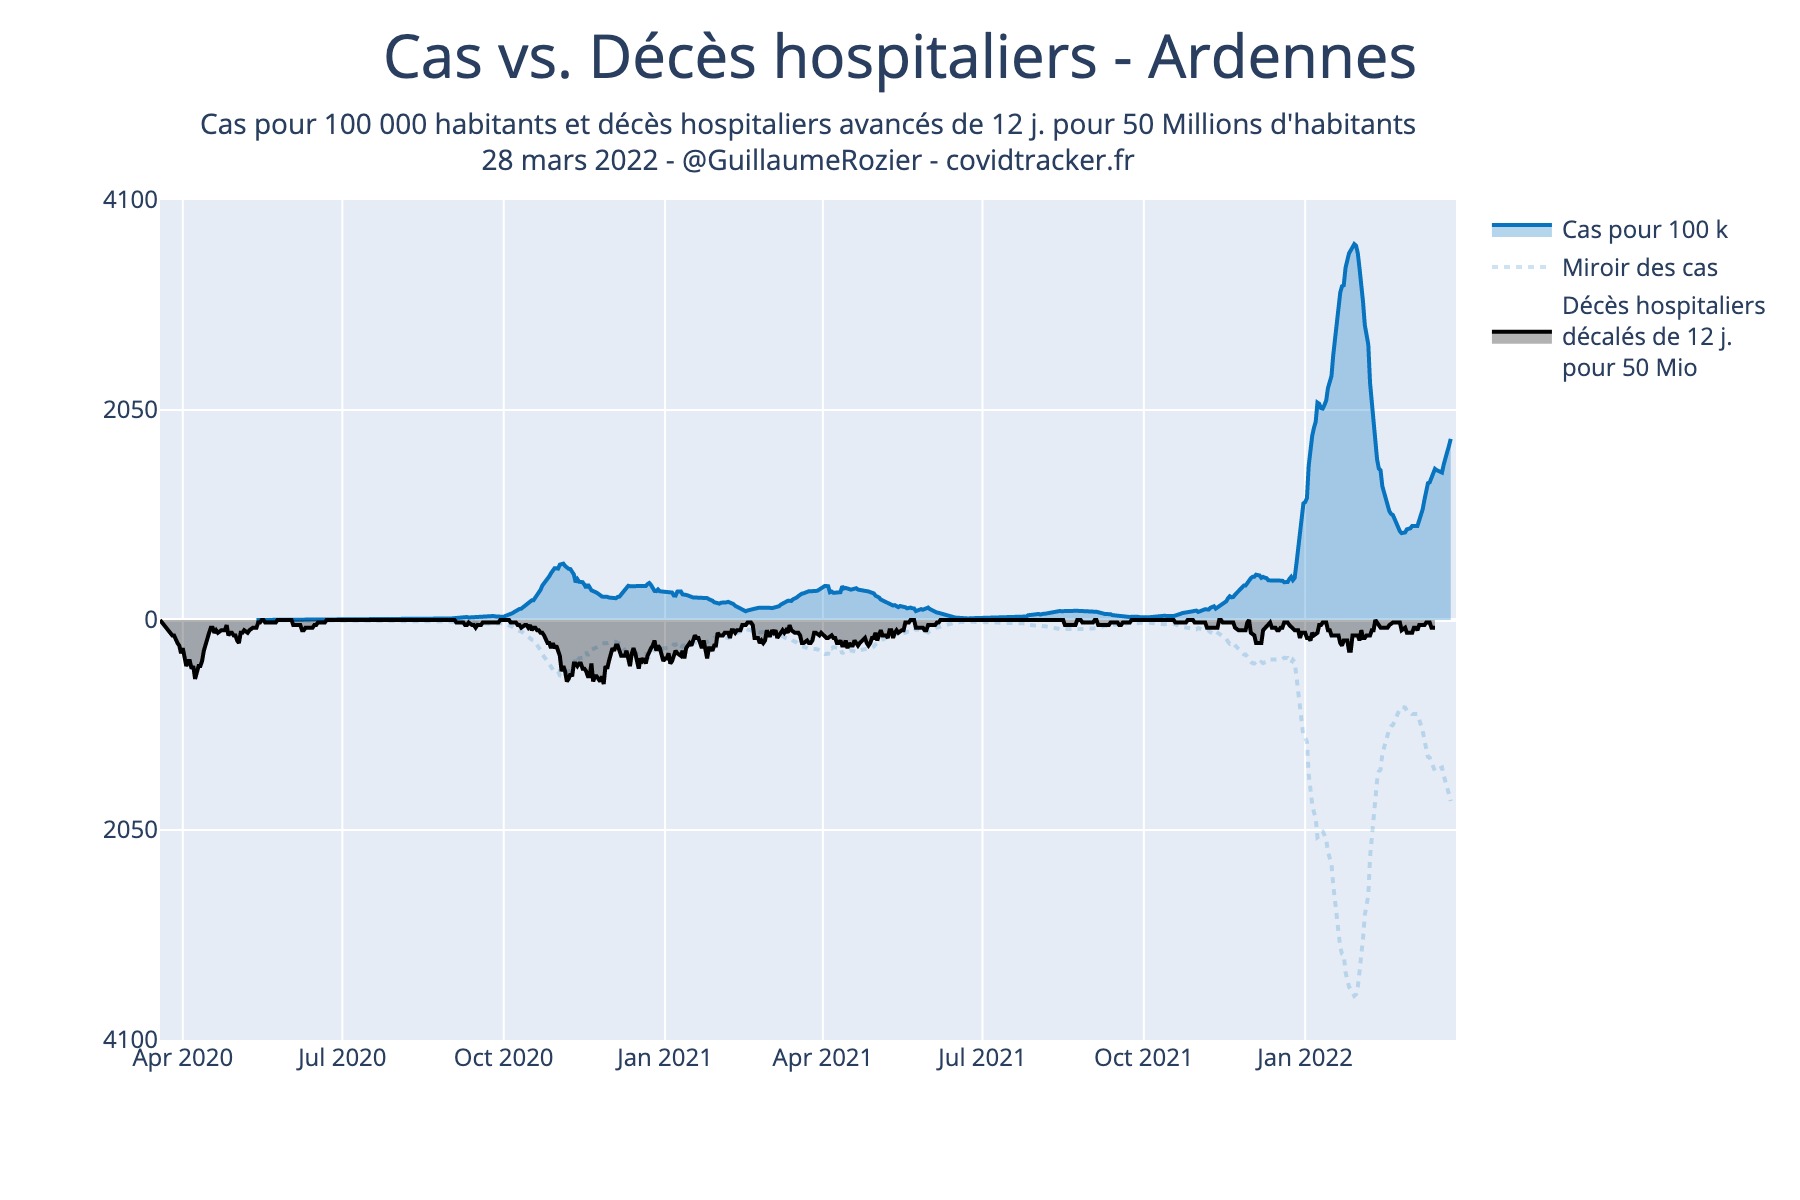 Cas vs. Décès hospitaliers - Ardennes
Cas pour 100 000 habitants et décès hospitaliers avancés de 12 j. pour 50 Millions d'habitants
28 mars 2022 - @GuillaumeRozier - covidtracker.fr
4100
2050
0
2050
4100
Apr 2020
Jul 2020
Oct 2020
Jan 2021
Apr 2021
Jul 2021
Oct 2021
Jan 2022
Cas pour 100 k
Miroir des cas
Décès hospitaliers
décalés de 12 j.
pour 50 Mio